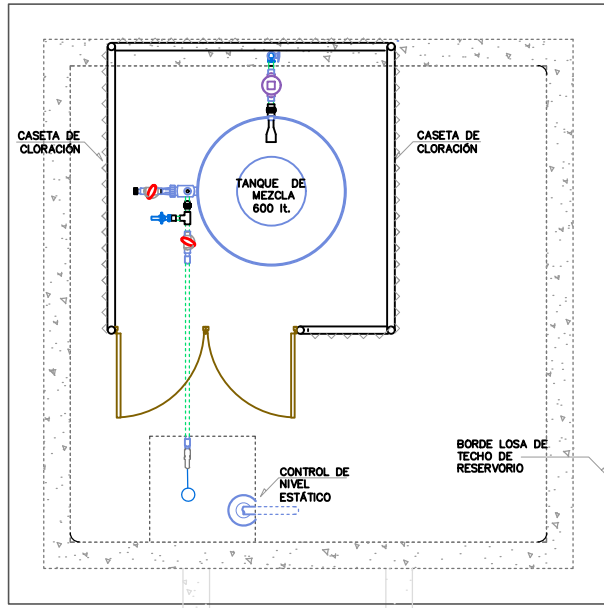 CASETA DE
CLORACIÓN
CASETA DE
CLORACIÓN
TANQUE DE
MEZCLA
600 lt.
BORDE LOSA DE
TECHO DE
RESERVORIO
CONTROL DE
NIVEL
ESTÁTICO